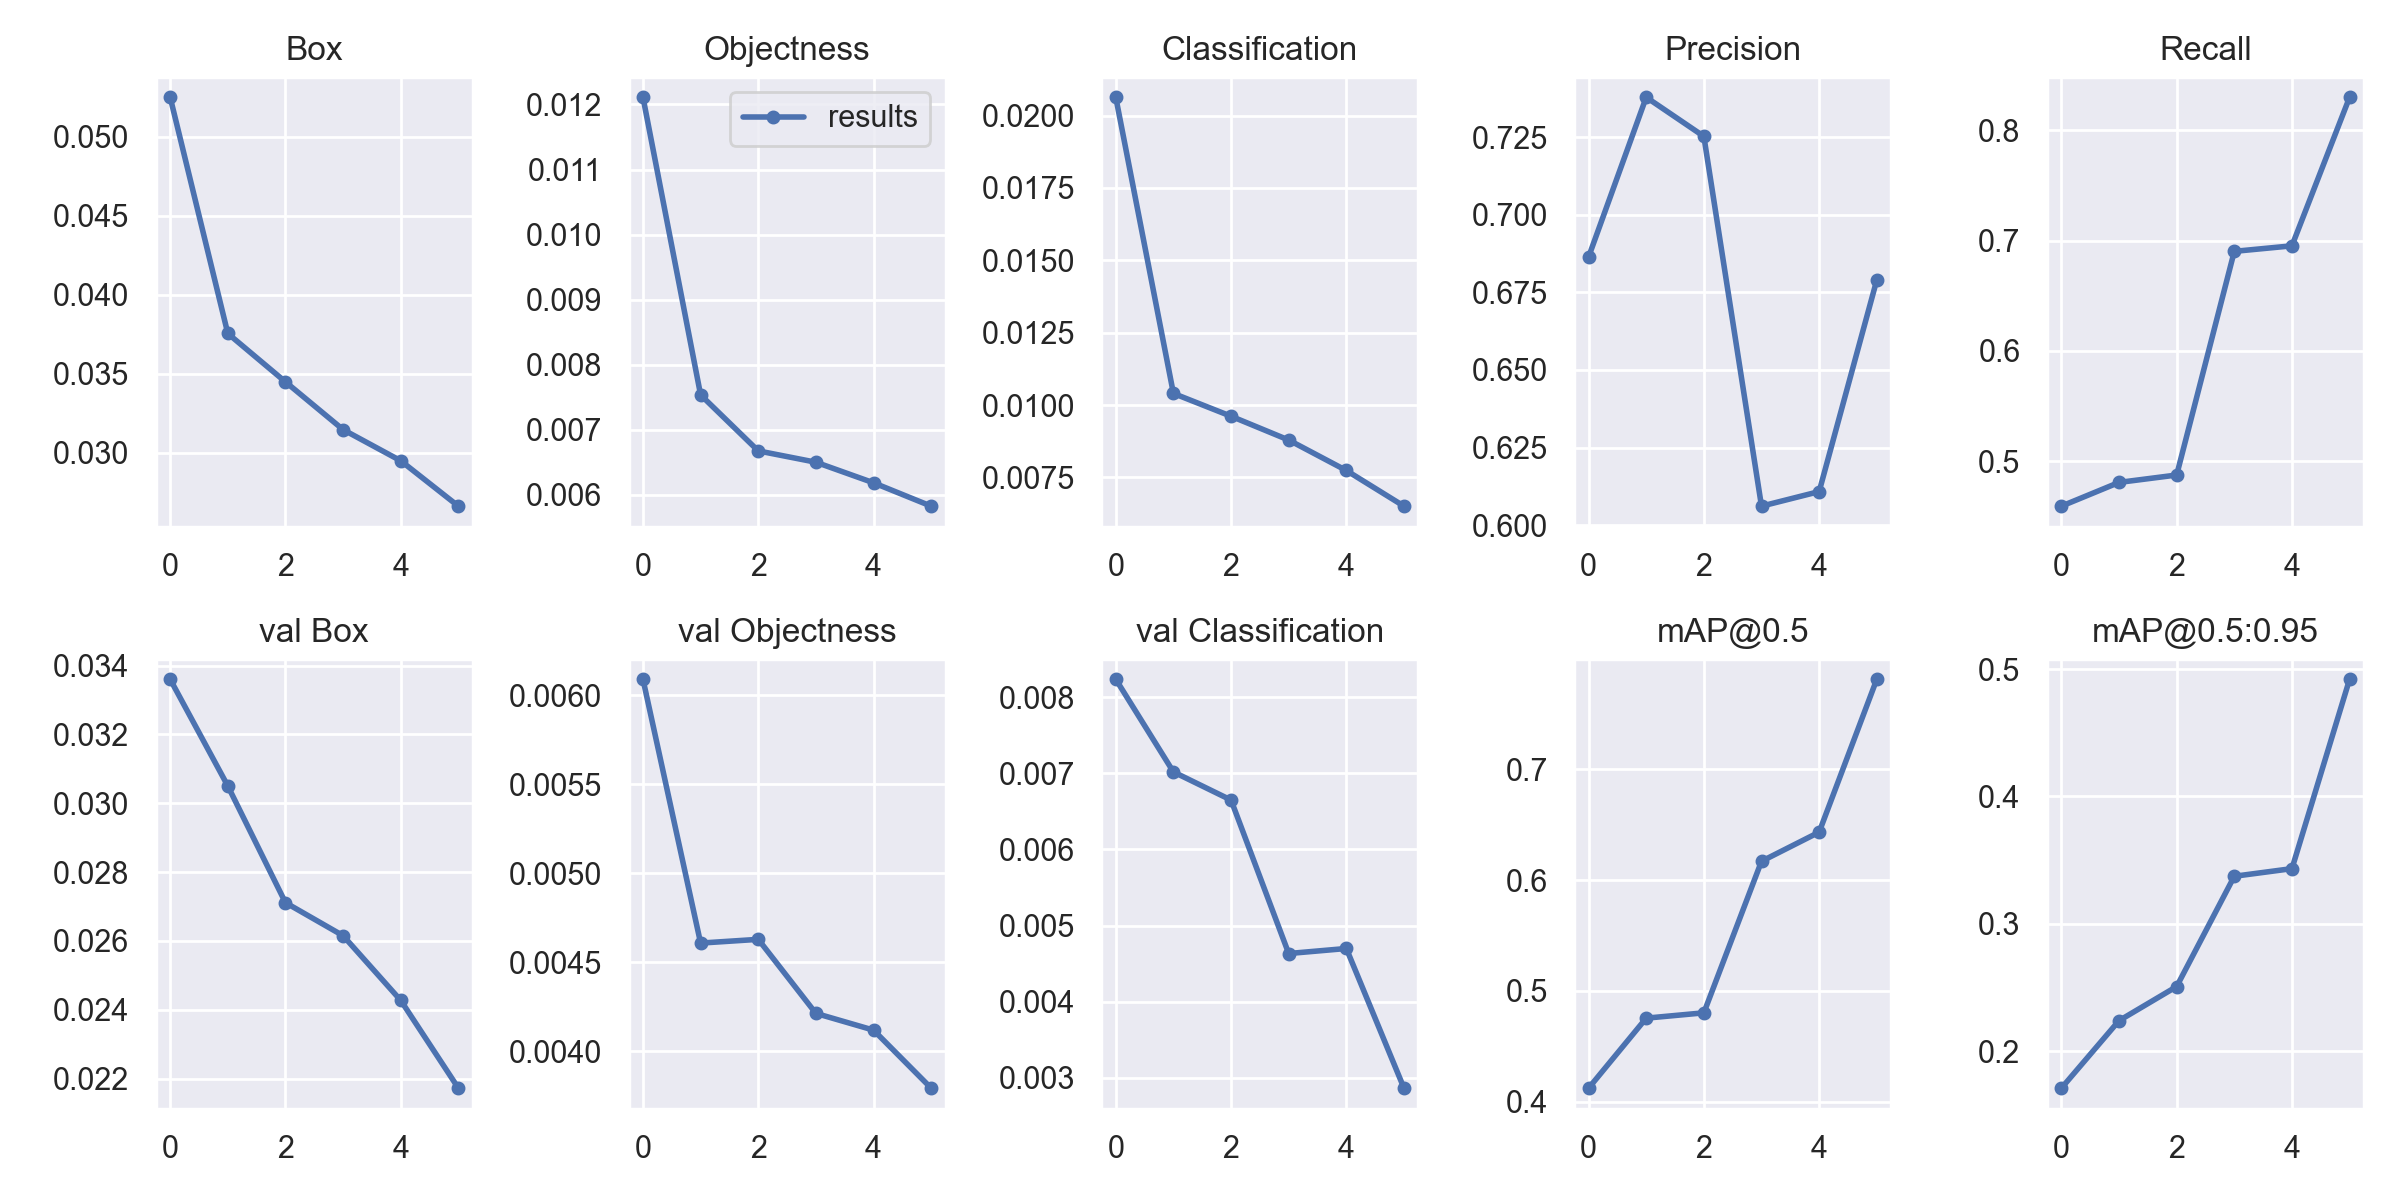 Box
0.050
0.045
0.040
0.035
0.030
0 2 4
Objectness
results
0.012
0.011
0.010
0.009
0.008
0.007
0.006
0 2 4
Classification
0.0200
0.0175
0.0150
0.0125
0.0100
0.0075
0 2 4
Precision
0.725
0.700
0.675
0.650
0.625
0.600
0 2 4
Recall
0.8
0.7
0.6
0.5
0 2 4
val Box
0.034
0.032
0.030
0.028
0.026
0.024
0.022
0 2 4
val Objectness
0.0060
0.0055
0.0050
0.0045
0.0040
0 2 4
val Classification
0.008
0.007
0.006
0.005
0.004
0.003
0 2 4
mAP@0.5
0.7
0.6
0.5
0.4
0 2 4
mAP@0.5:0.95
0.5
0.4
0.3
0.2
0 2 4